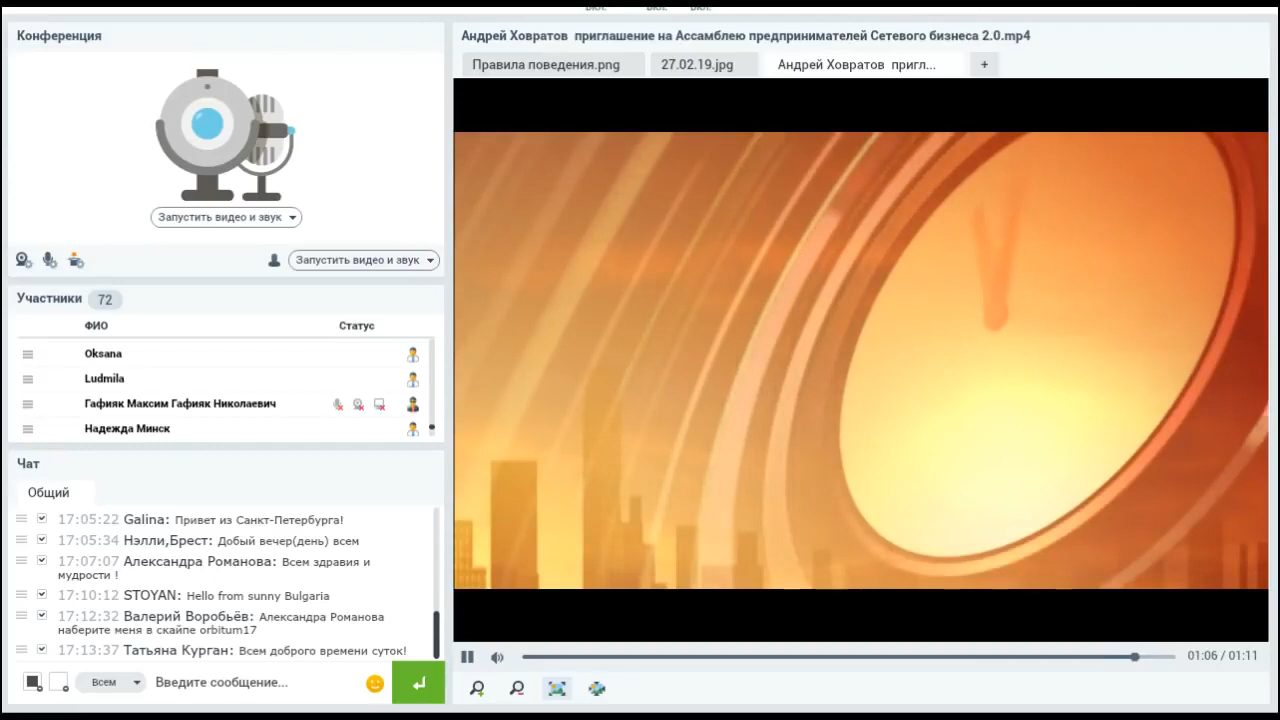 Конференция
Запустить видео и звук
Запустить видео и звук
Участники 72
ФИО Статус
Oksana
Ludmila
Гафияк Максим Гафияк Николаевич
Надежда Минск
Чат
Общий
17:05:22 Galina: Привет из Санкт-Петербурга!
17:05:34 Нэлли,Брест: Добый вечер(день) всем
17:07:07 Александра Романова: Всем здравия и
мудрости !
17:10:12 STOYAN: Hello from sunny Bulgaria
17:12:32 Валерий Воробьёв: Александра Романова
наберите меня в скайпе orbitum17
17:13:37 Татьяна Курган: Всем доброго времени суток!
Всем Введите сообщение...
Андрей Ховратов приглашение на Ассамблею предпринимателей Сетевого бизнеса 2.0.mp4
Правила поведения.png 27.02.19.jpg Андрей Ховратов пригл... +
01:06 / 01:11